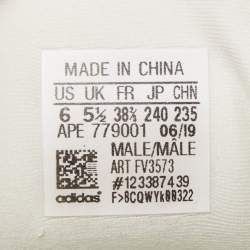 MADE IN CHINA
US UK FR JP CHN
6 5½ 38⅔ 240 235
APE 779001 06/19
MALE/MÂLE
ART FV3573
#123387439
adidas F>8CQWYk0B322